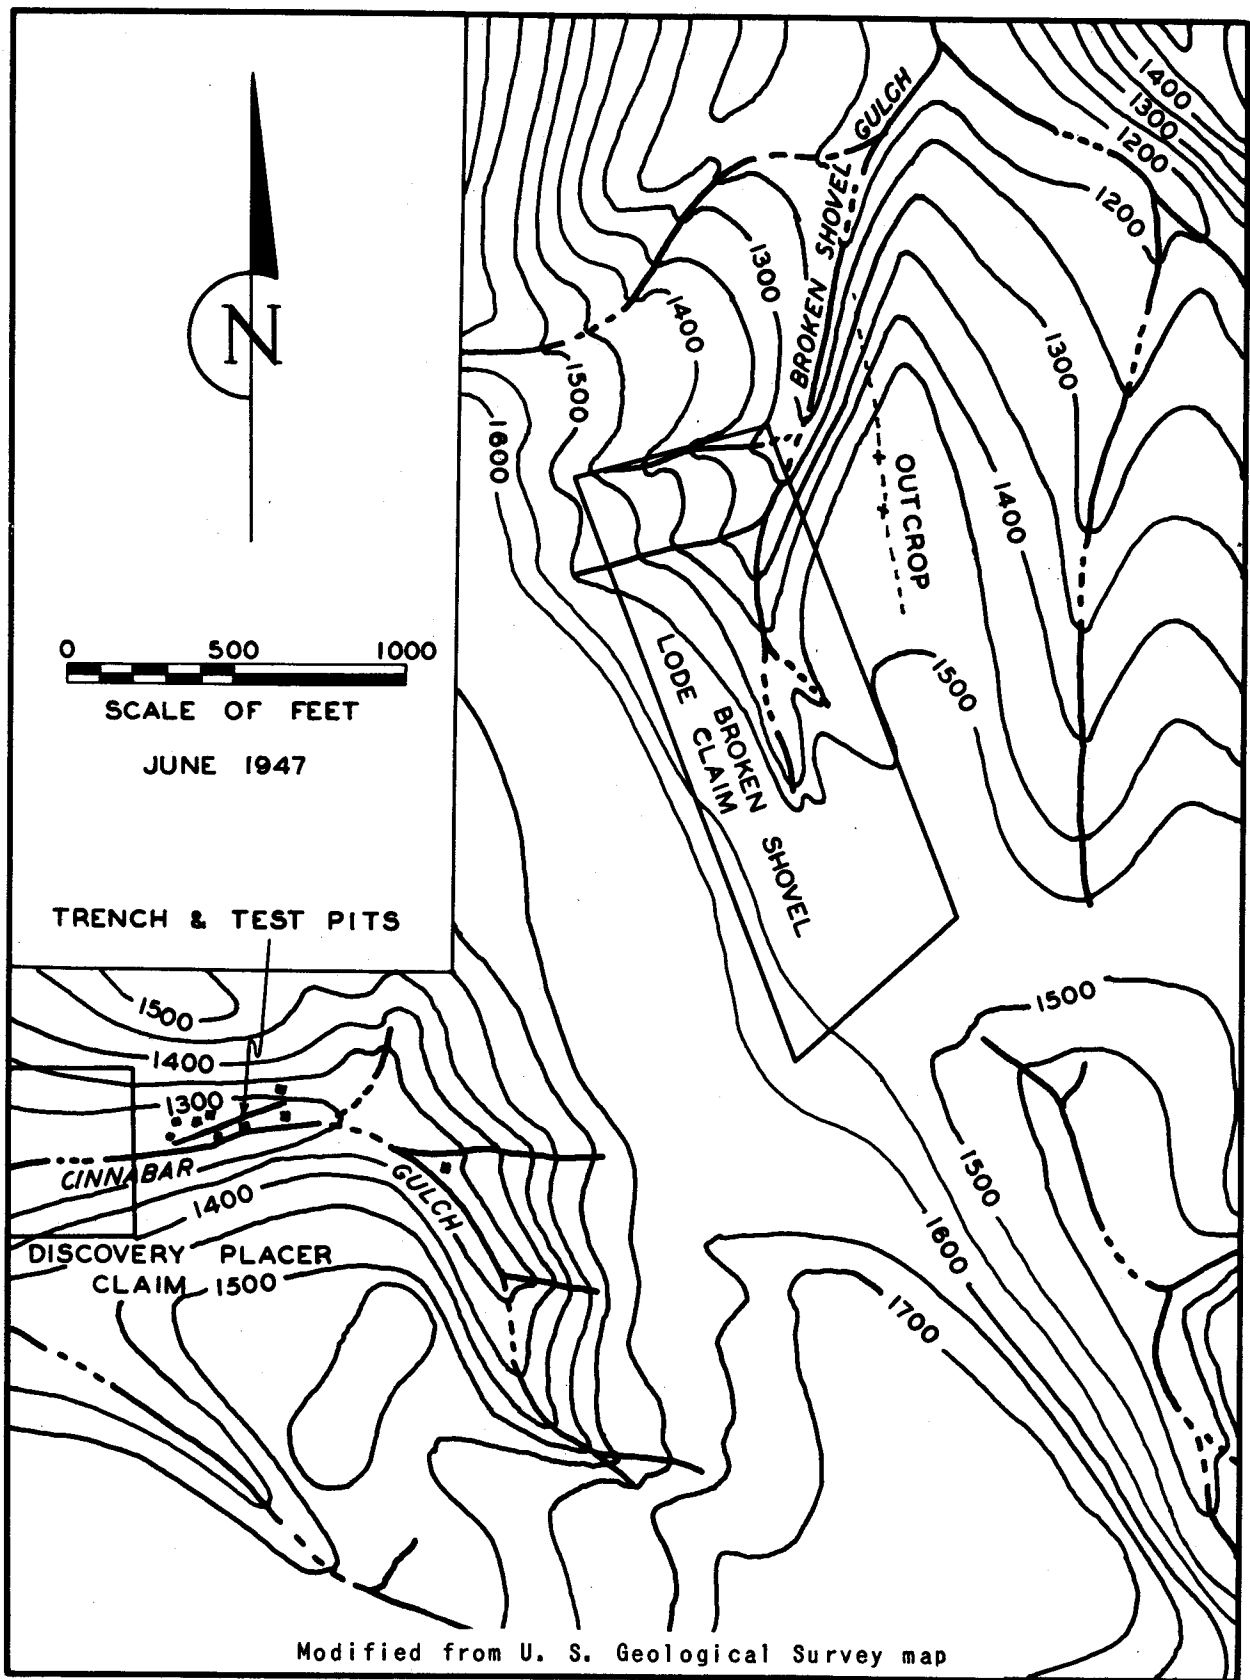 N
0 500 1000
SCALE OF FEET
JUNE 1947
TRENCH & TEST PITS
GULCH
BROKEN SHOVEL
1400
1300
1200
1200
1300
1400
1300
1500
1600
1400
OUTCROP
1500
LODE CLAIM
BROKEN SHOVEL
1500
1500
1400
1300
CINNABAR
GULCH
1400
DISCOVERY PLACER
CLAIM
1500
1500
1600
1700
Modified from U. S. Geological Survey map